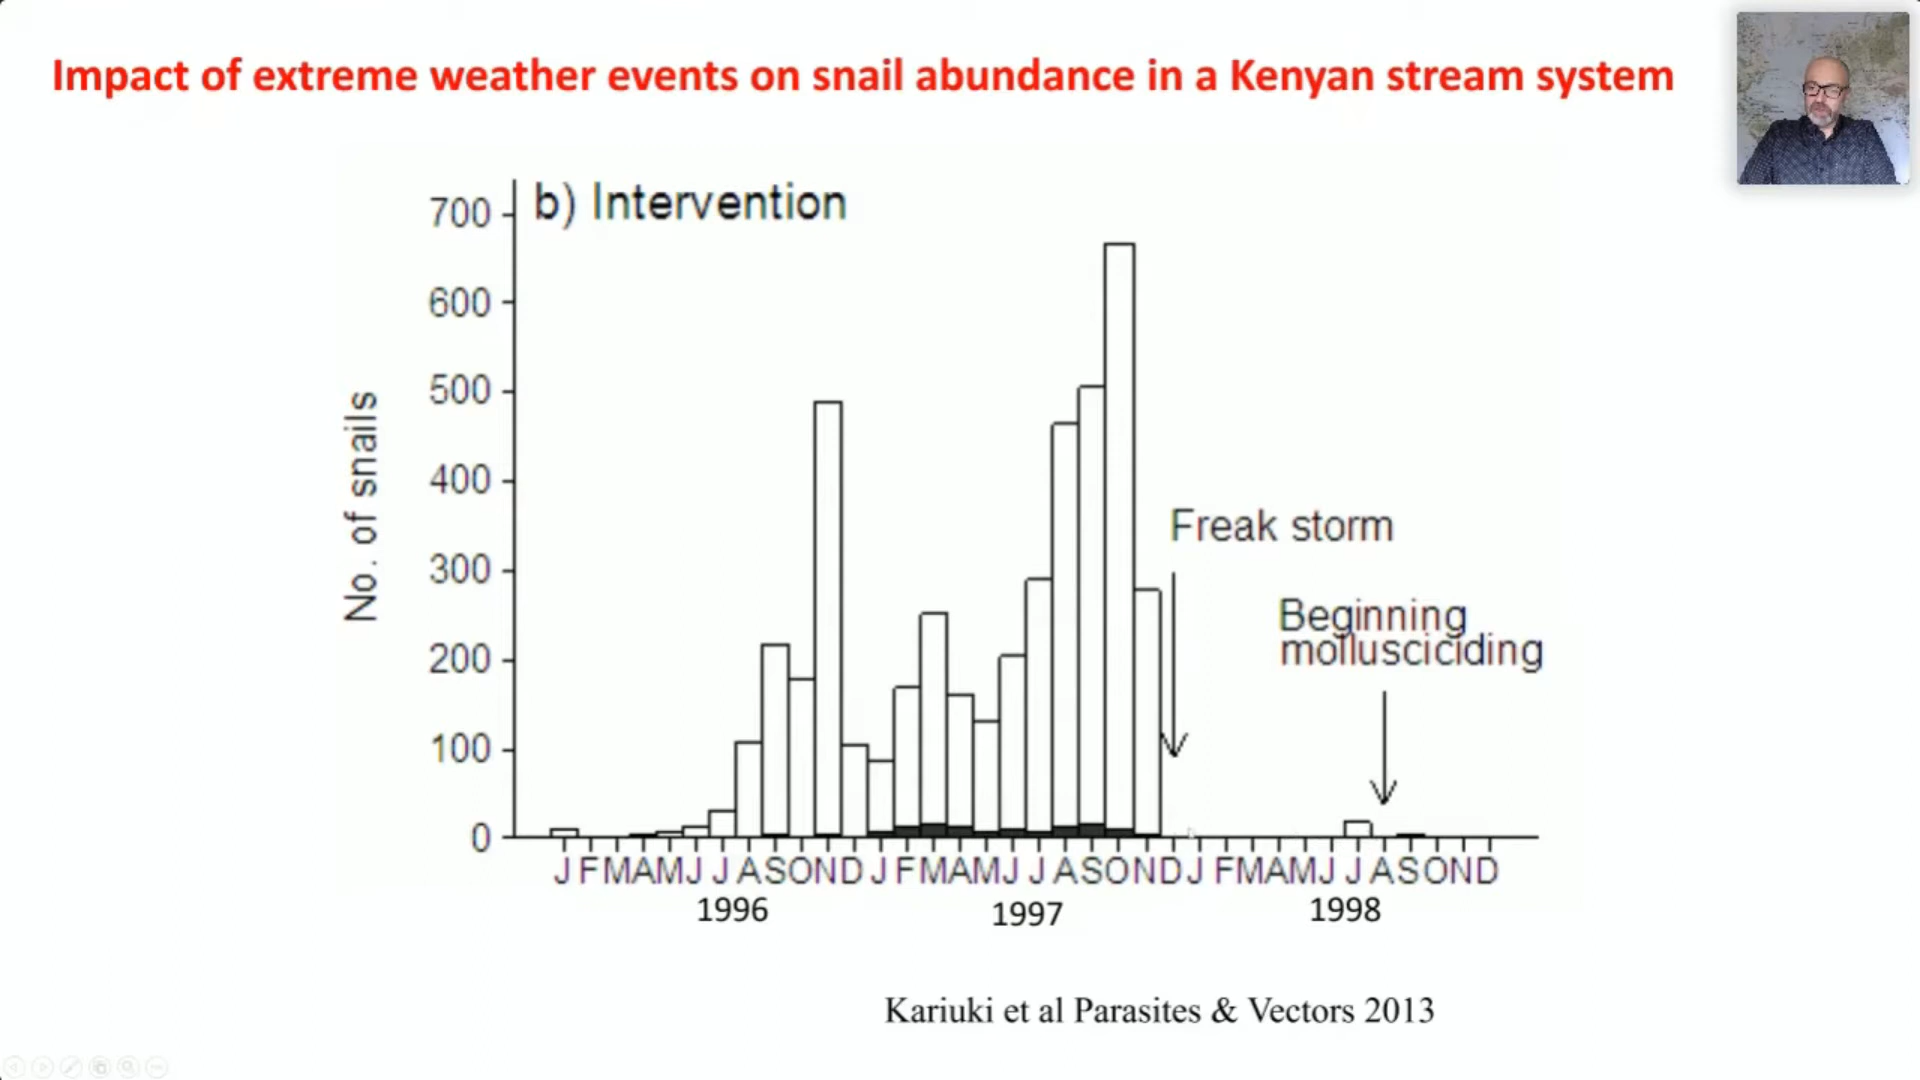 Impact of extreme weather events on snail abundance in a Kenyan stream system
b) Intervention
No. of snails
700
600
500
400
300
200
100
0
Freak storm
Beginning
mollusciciding
J F M A M J J A S O N D J F M A M J J A S O N D J F M A M J J A S O N D
1996
1997
1998
Kariuki et al Parasites & Vectors 2013